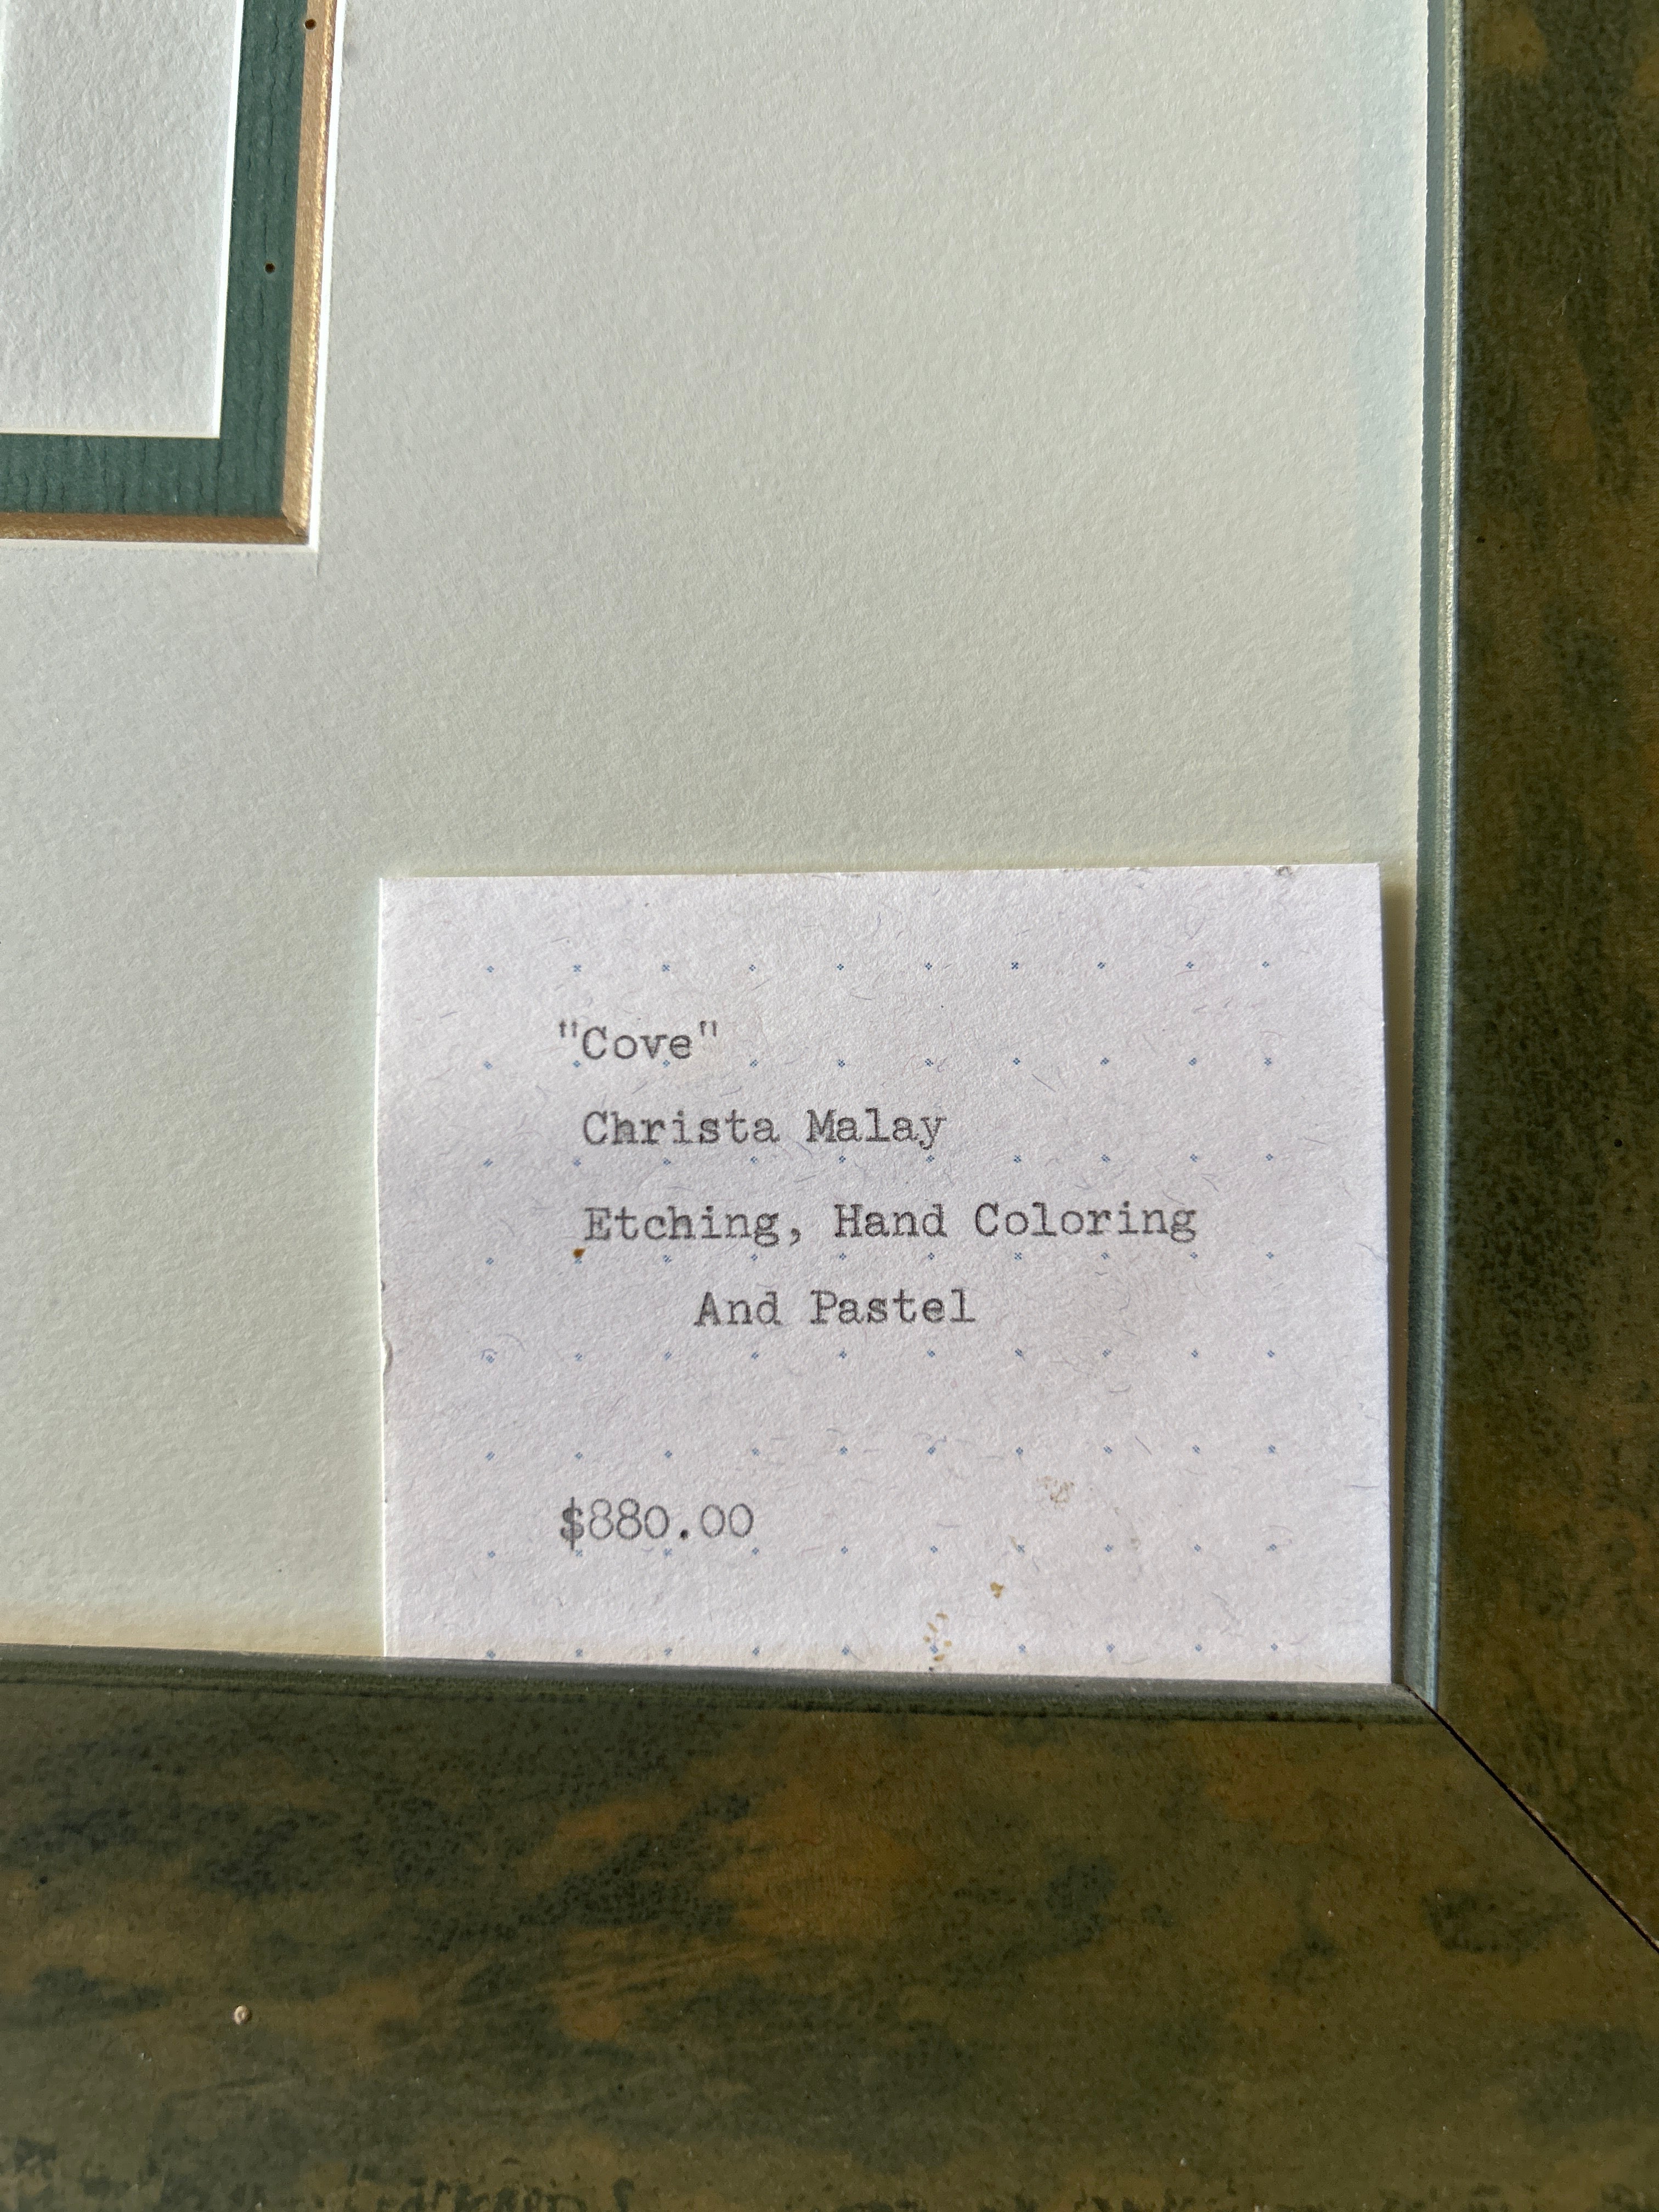 "Cove"
Christa Malay
Etching, Hand Coloring
And Pastel
$880.00